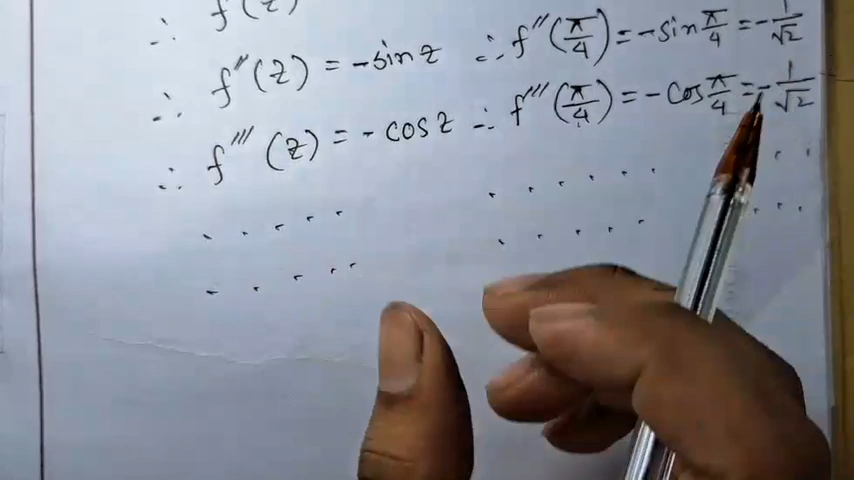 ∴ f'(z)
∴ f''(z) = -sin z ∴ f''(π/4) = -sin π/4 = -1/√2
∴ f'''(z) = -cos z ∴ f'''(π/4) = -cos π/4 = -1/√2
. . . . . . . . . . . . .
. . . . . . . . . . . . .